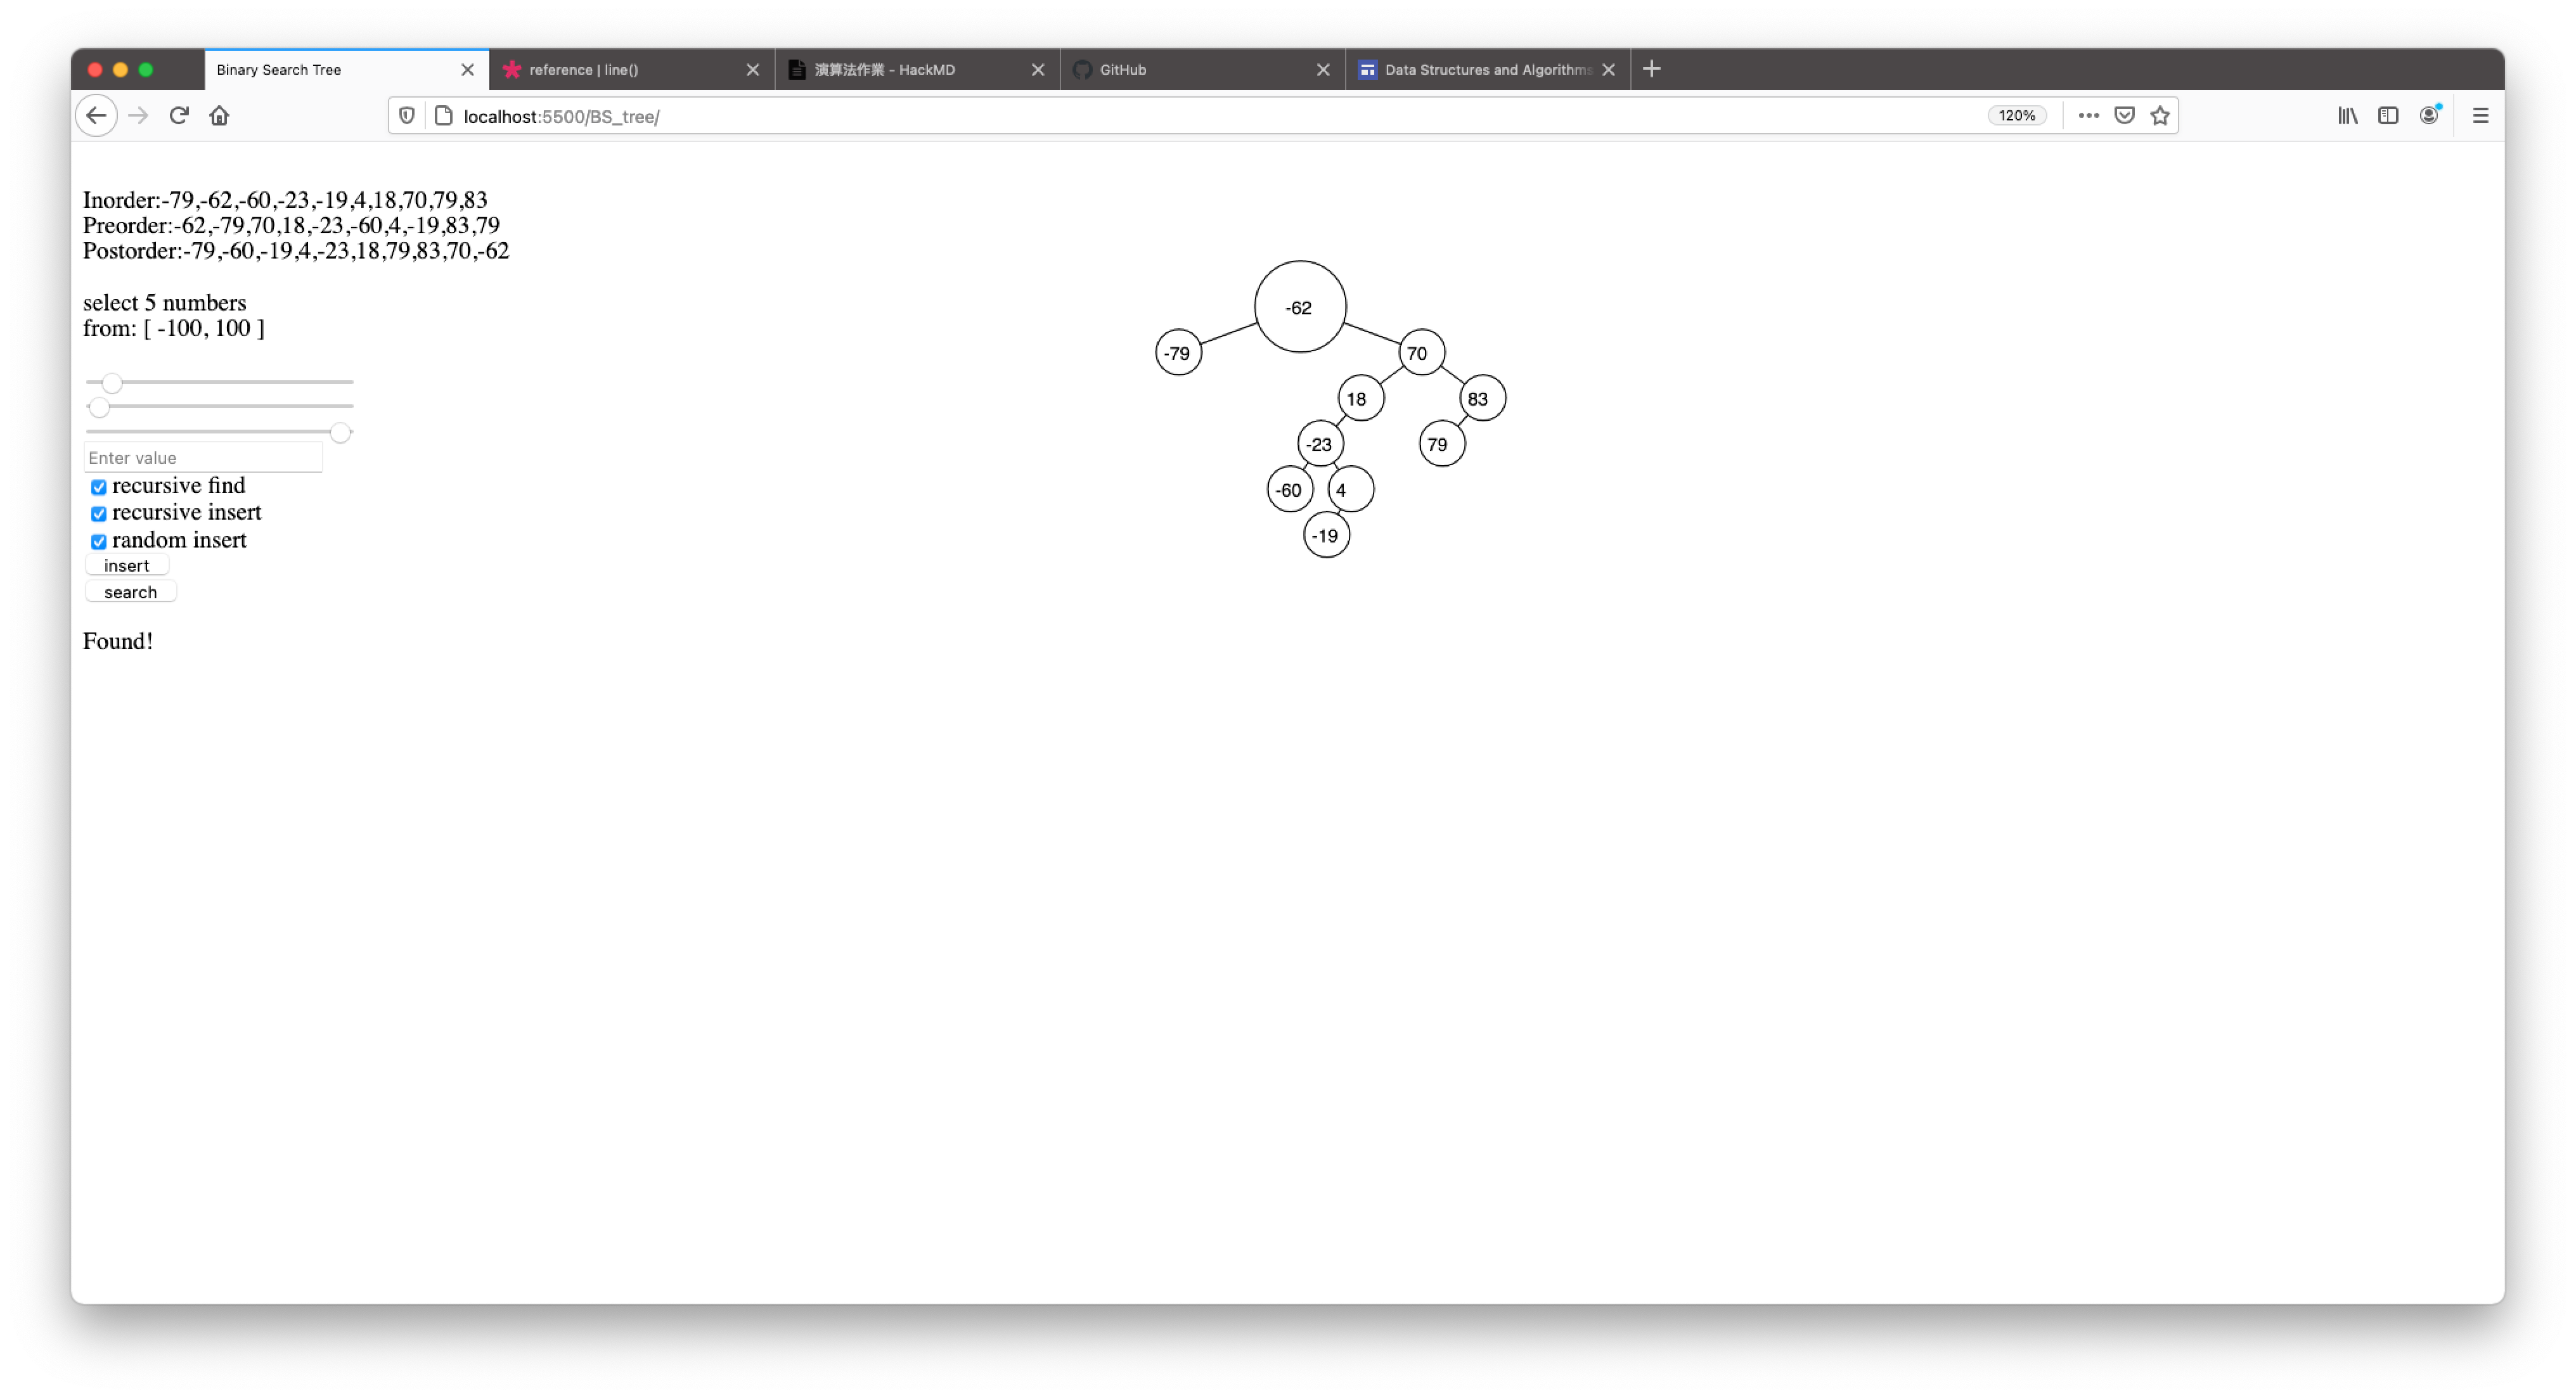 Binary Search Tree
reference | line()
演算法作業 - HackMD
GitHub
Data Structures and Algorithms
localhost:5500/BS_tree/
120%
Inorder:-79,-62,-60,-23,-19,4,18,70,79,83
Preorder:-62,-79,70,18,-23,-60,4,-19,83,79
Postorder:-79,-60,-19,4,-23,18,79,83,70,-62
select 5 numbers
from: [ -100, 100 ]
Enter value
recursive find
recursive insert
random insert
insert
search
Found!
-62
-79
70
18
83
-23
79
-60
4
-19